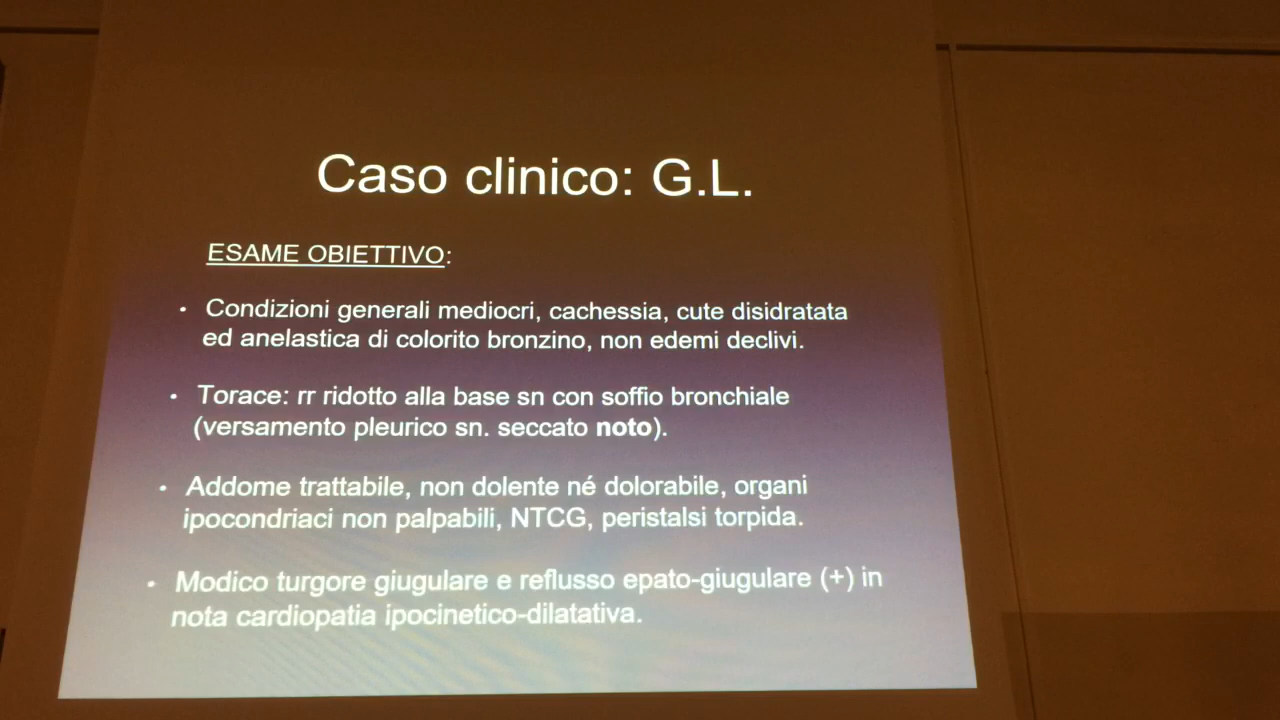 Caso clinico: G.L.
ESAME OBIETTIVO:
• Condizioni generali mediocri, cachessia, cute disidratata
ed anelastica di colorito bronzino, non edemi declivi.
• Torace: rr ridotto alla base sn con soffio bronchiale
(versamento pleurico sn. seccato noto).
• Addome trattabile, non dolente né dolorabile, organi
ipocondriaci non palpabili, NTCG, peristalsi torpida.
• Modico turgore giugulare e reflusso epato-giugulare (+) in
nota cardiopatia ipocinetico-dilatativa.